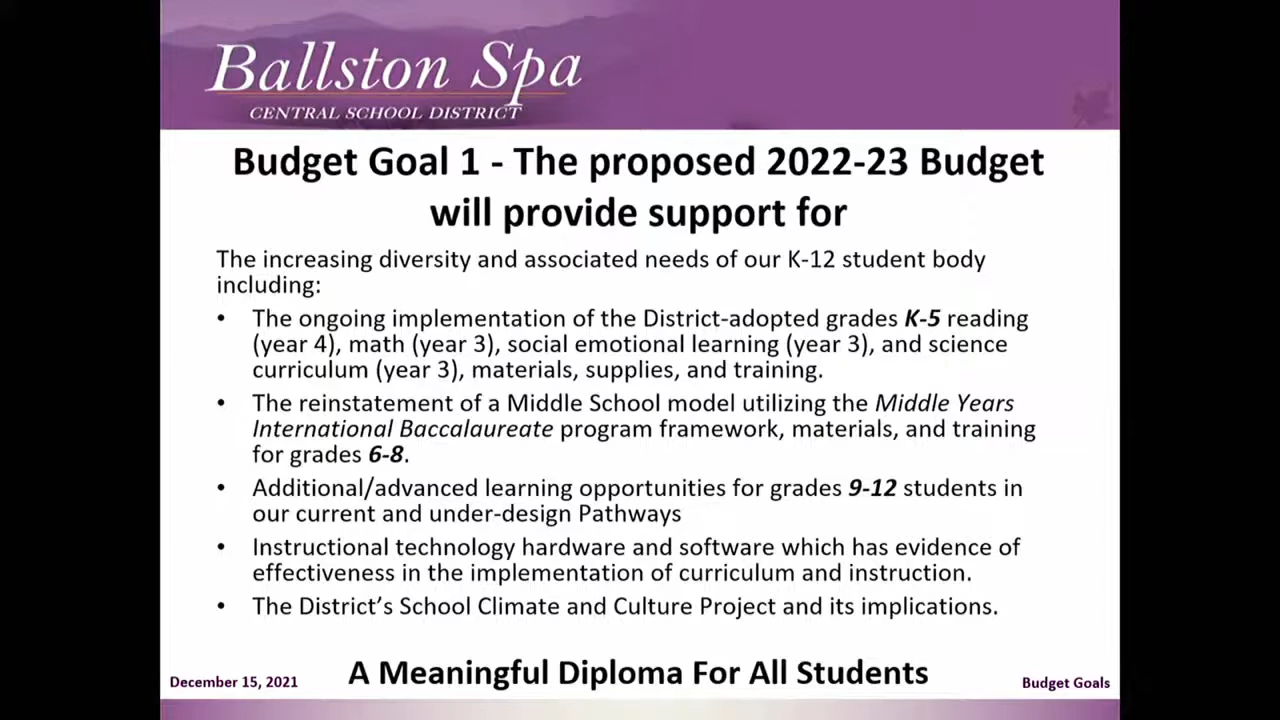 Ballston Spa
CENTRAL SCHOOL DISTRICT
Budget Goal 1 - The proposed 2022-23 Budget
will provide support for
The increasing diversity and associated needs of our K-12 student body
including:
• The ongoing implementation of the District-adopted grades K-5 reading
(year 4), math (year 3), social emotional learning (year 3), and science
curriculum (year 3), materials, supplies, and training.
• The reinstatement of a Middle School model utilizing the Middle Years
International Baccalaureate program framework, materials, and training
for grades 6-8.
• Additional/advanced learning opportunities for grades 9-12 students in
our current and under-design Pathways
• Instructional technology hardware and software which has evidence of
effectiveness in the implementation of curriculum and instruction.
• The District’s School Climate and Culture Project and its implications.
December 15, 2021
A Meaningful Diploma For All Students
Budget Goals